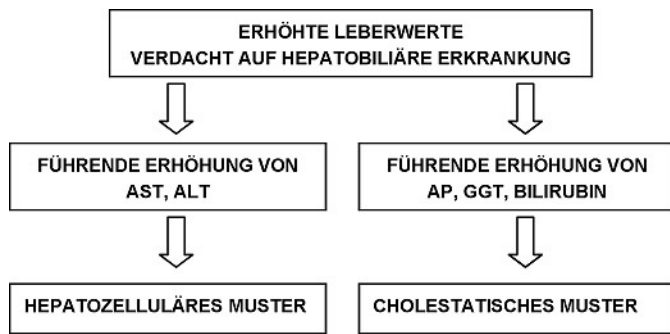 ERHÖHTE LEBERWERTE
VERDACHT AUF HEPATOBILIÄRE ERKRANKUNG
FÜHRENDE ERHÖHUNG VON
AST, ALT
FÜHRENDE ERHÖHUNG VON
AP, GGT, BILIRUBIN
HEPATOZELLULÄRES MUSTER
CHOLESTATISCHES MUSTER